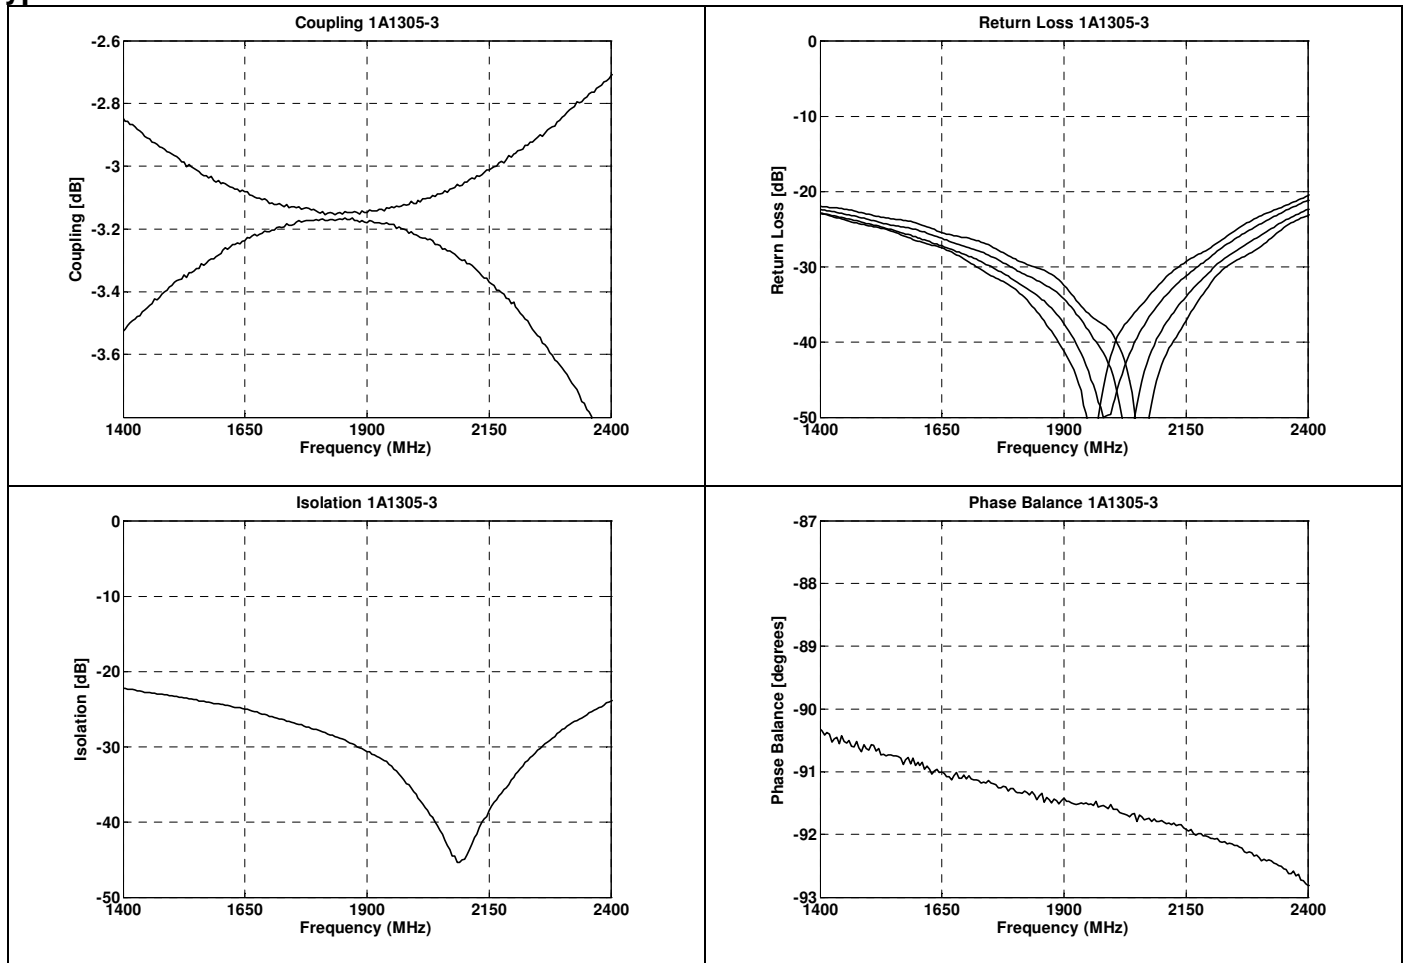 Coupling 1A1305-3
-2.6
-2.8
-3
-3.2
-3.4
-3.6
Coupling [dB]
1400 1650 1900 2150 2400
Frequency (MHz)
Return Loss 1A1305-3
0
-10
-20
-30
-40
-50
Return Loss [dB]
1400 1650 1900 2150 2400
Frequency (MHz)
Isolation 1A1305-3
0
-10
-20
-30
-40
-50
Isolation [dB]
1400 1650 1900 2150 2400
Frequency (MHz)
Phase Balance 1A1305-3
-87
-88
-89
-90
-91
-92
-93
Phase Balance [degrees]
1400 1650 1900 2150 2400
Frequency (MHz)